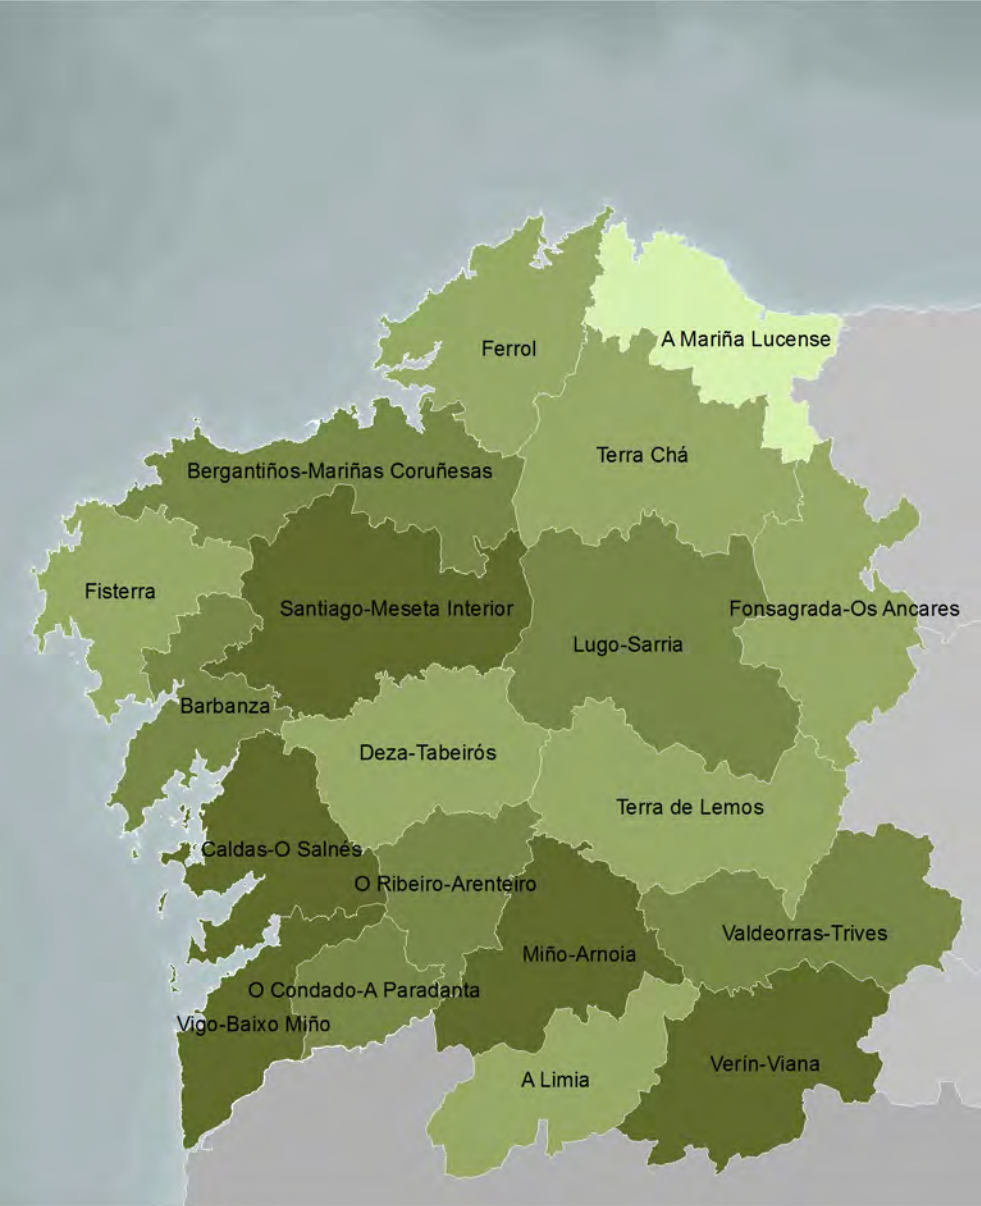 A Mariña Lucense
Ferrol
Terra Chá
Bergantiños-Mariñas Coruñesas
Fisterra
Santiago-Meseta Interior
Fonsagrada-Os Ancares
Lugo-Sarria
Barbanza
Deza-Tabeirós
Terra de Lemos
Caldas-O Salnés
O Ribeiro-Arenteiro
Valdeorras-Trives
Miño-Arnoia
O Condado-A Paradanta
Vigo-Baixo Miño
Verín-Viana
A Limia